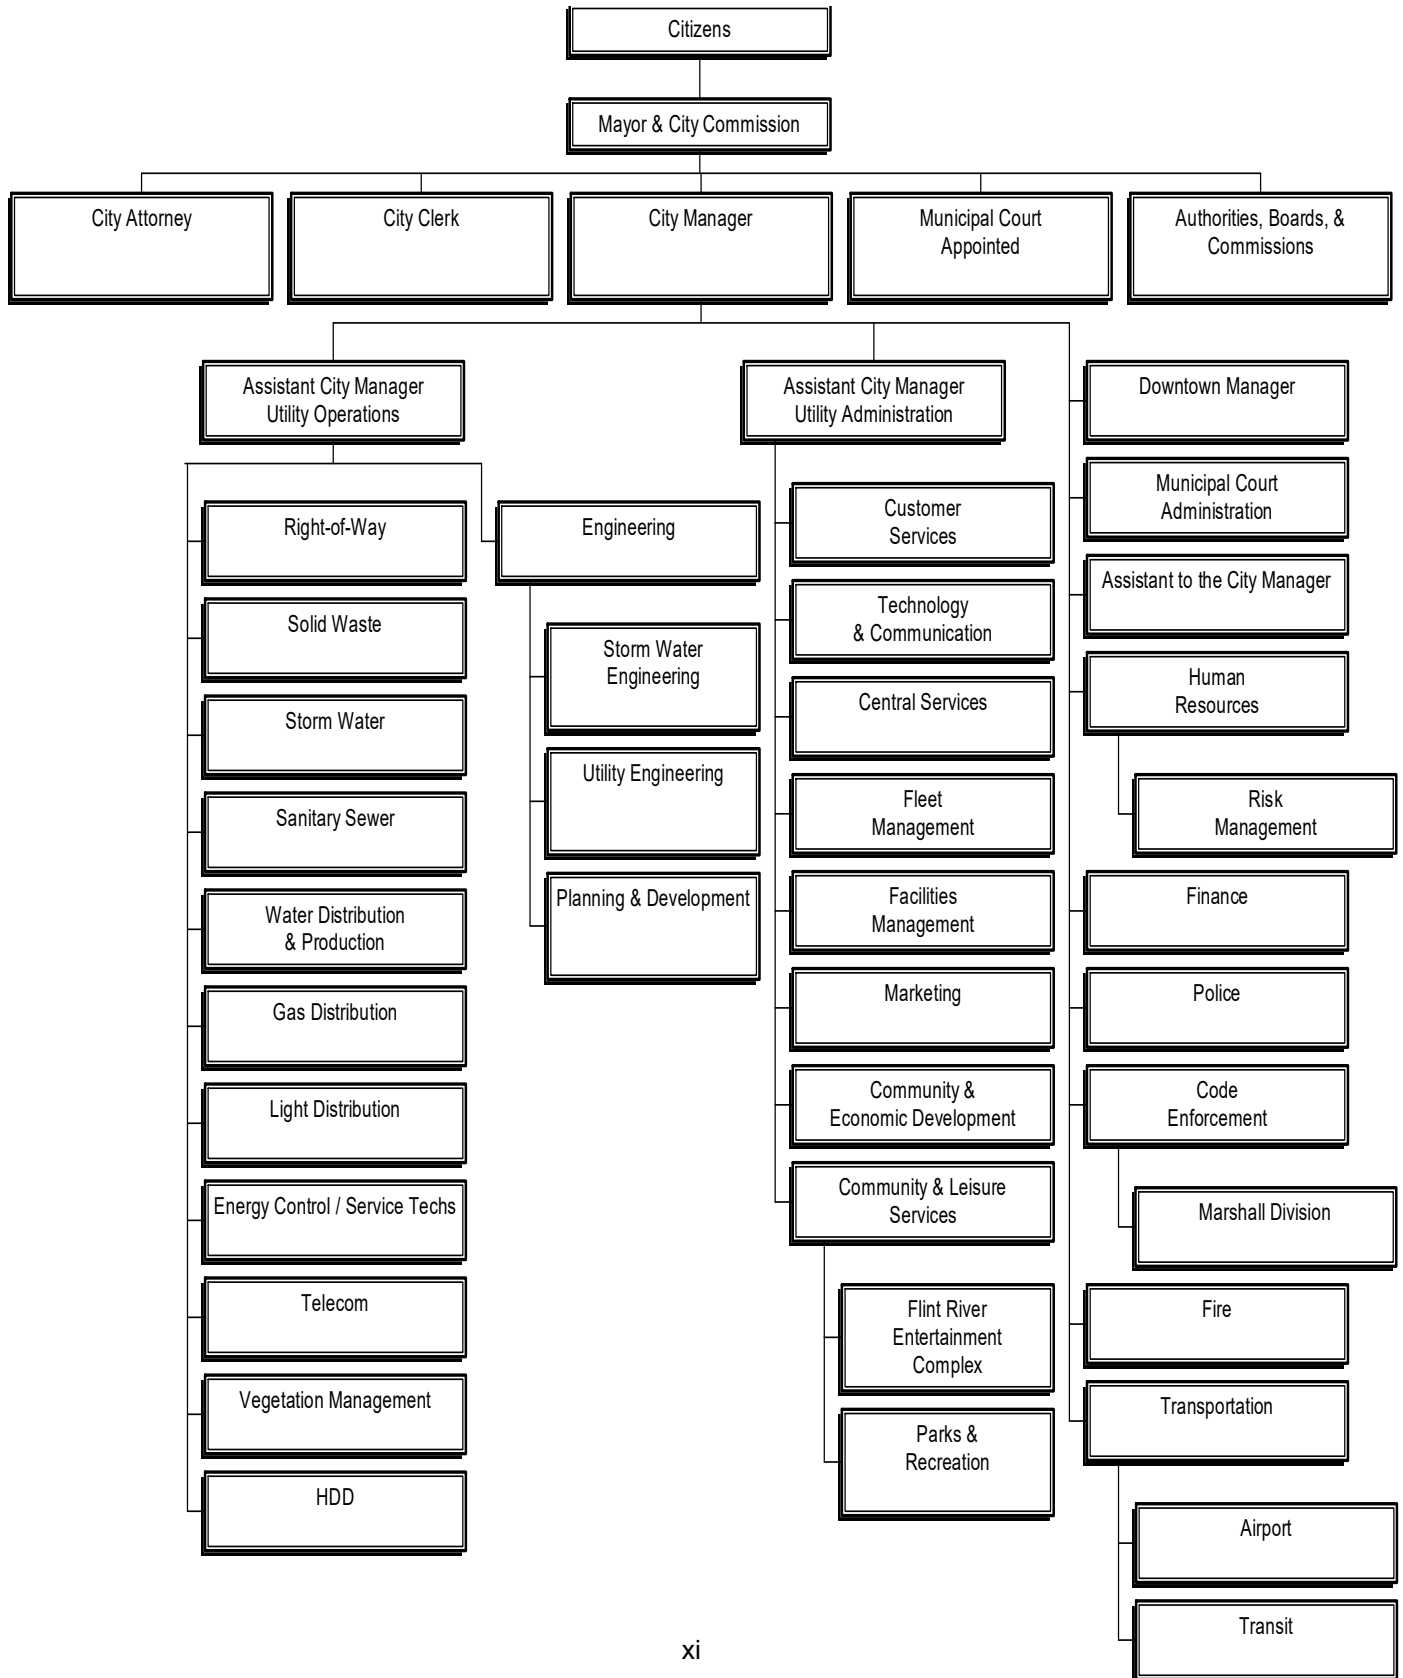 Citizens
Mayor & City Commission
City Attorney
City Clerk
City Manager
Municipal Court
Appointed
Authorities, Boards, &
Commissions
Assistant City Manager
Utility Operations
Right-of-Way
Solid Waste
Storm Water
Sanitary Sewer
Water Distribution
& Production
Gas Distribution
Light Distribution
Energy Control / Service Techs
Telecom
Vegetation Management
HDD
Engineering
Storm Water
Engineering
Utility Engineering
Planning & Development
Assistant City Manager
Utility Administration
Customer
Services
Technology
& Communication
Central Services
Fleet
Management
Facilities
Management
Marketing
Community &
Economic Development
Community & Leisure
Services
Flint River
Entertainment
Complex
Parks &
Recreation
Downtown Manager
Municipal Court
Administration
Assistant to the City Manager
Human
Resources
Risk
Management
Finance
Police
Code
Enforcement
Marshall Division
Fire
Transportation
Airport
Transit
xi